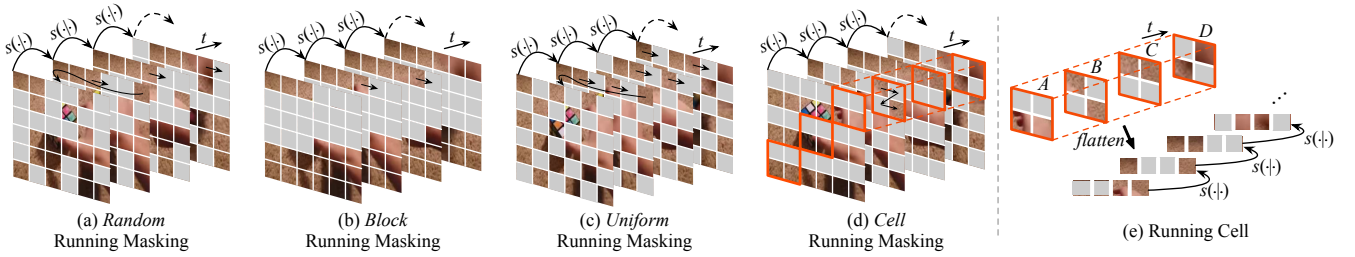 s(·|·) s(·|·) s(·|·) t
(a) Random
Running Masking
s(·|·) s(·|·) s(·|·) t
(b) Block
Running Masking
s(·|·) s(·|·) s(·|·) t
(c) Uniform
Running Masking
s(·|·) s(·|·) s(·|·) t
(d) Cell
Running Masking
t
A B C D
flatten
...
s(·|·)
s(·|·)
s(·|·)
(e) Running Cell